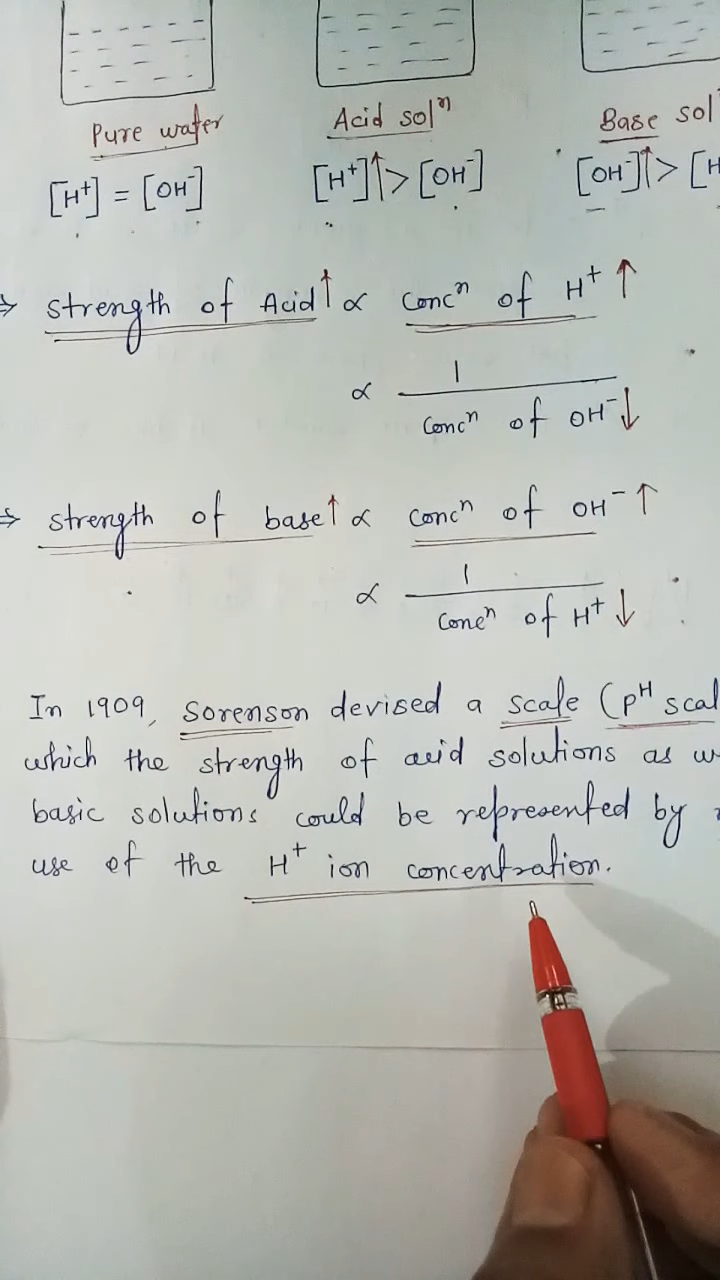 Pure water Acid solⁿ Base sol
[H⁺] = [OH⁻] [H⁺]↑ > [OH⁻] [OH⁻]↑ > [H
⇒ strength of Acid↑ ∝ concⁿ of H⁺ ↑
∝ 1 / concⁿ of OH⁻↓
⇒ strength of base↑ ∝ concⁿ of OH⁻ ↑
∝ 1 / concⁿ of H⁺ ↓
In 1909, Sorenson devised a scale (pᴴ scal
which the strength of acid solutions as w
basic solutions could be represented by
use of the H⁺ ion concentration.